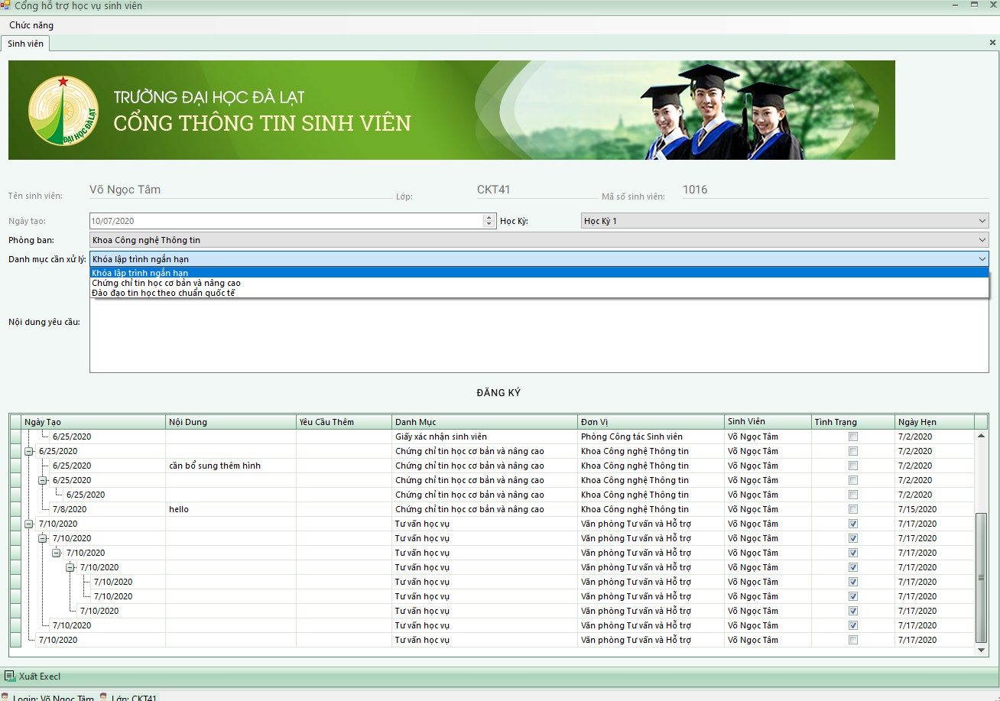 Cổng hỗ trợ học vụ sinh viên
Chức năng
Sinh viên
TRƯỜNG ĐẠI HỌC ĐÀ LẠT
CỔNG THÔNG TIN SINH VIÊN
ĐẠI HỌC ĐÀ LẠT
Tên sinh viên: Võ Ngọc Tâm Lớp: CKT41 Mã số sinh viên: 1016
Ngày tạo: 10/07/2020 Học Kỳ: Học Kỳ 1
Phòng ban: Khoa Công nghệ Thông tin
Danh mục cần xử lý: Khóa lập trình ngắn hạn
Khóa lập trình ngắn hạn
Chứng chỉ tin học cơ bản và nâng cao
Đào đạo tin học theo chuẩn quốc tế
Nội dung yêu cầu:
ĐĂNG KÝ
Ngày Tạo Nội Dung Yêu Cầu Thêm Danh Mục Đơn Vị Sinh Viên Tình Trạng Ngày Hẹn
6/25/2020 Giấy xác nhận sinh viên Phòng Công tác Sinh viên Võ Ngọc Tâm 7/2/2020
6/25/2020 Chứng chỉ tin học cơ bản và nâng cao Khoa Công nghệ Thông tin Võ Ngọc Tâm 7/2/2020
6/25/2020 cần bổ sung thêm hình Chứng chỉ tin học cơ bản và nâng cao Khoa Công nghệ Thông tin Võ Ngọc Tâm 7/2/2020
6/25/2020 Chứng chỉ tin học cơ bản và nâng cao Khoa Công nghệ Thông tin Võ Ngọc Tâm 7/2/2020
6/25/2020 Chứng chỉ tin học cơ bản và nâng cao Khoa Công nghệ Thông tin Võ Ngọc Tâm 7/2/2020
7/8/2020 hello Chứng chỉ tin học cơ bản và nâng cao Khoa Công nghệ Thông tin Võ Ngọc Tâm 7/15/2020
7/10/2020 Tư vấn học vụ Văn phòng Tư vấn và Hỗ trợ Võ Ngọc Tâm 7/17/2020
7/10/2020 Tư vấn học vụ Văn phòng Tư vấn và Hỗ trợ Võ Ngọc Tâm 7/17/2020
7/10/2020 Tư vấn học vụ Văn phòng Tư vấn và Hỗ trợ Võ Ngọc Tâm 7/17/2020
7/10/2020 Tư vấn học vụ Văn phòng Tư vấn và Hỗ trợ Võ Ngọc Tâm 7/17/2020
7/10/2020 Tư vấn học vụ Văn phòng Tư vấn và Hỗ trợ Võ Ngọc Tâm 7/17/2020
7/10/2020 Tư vấn học vụ Văn phòng Tư vấn và Hỗ trợ Võ Ngọc Tâm 7/17/2020
7/10/2020 Tư vấn học vụ Văn phòng Tư vấn và Hỗ trợ Võ Ngọc Tâm 7/17/2020
7/10/2020 Tư vấn học vụ Văn phòng Tư vấn và Hỗ trợ Võ Ngọc Tâm 7/17/2020
7/10/2020 Tư vấn học vụ Văn phòng Tư vấn và Hỗ trợ Võ Ngọc Tâm 7/17/2020
Xuất Execl
Login: Võ Ngọc Tâm Lớp: CKT41